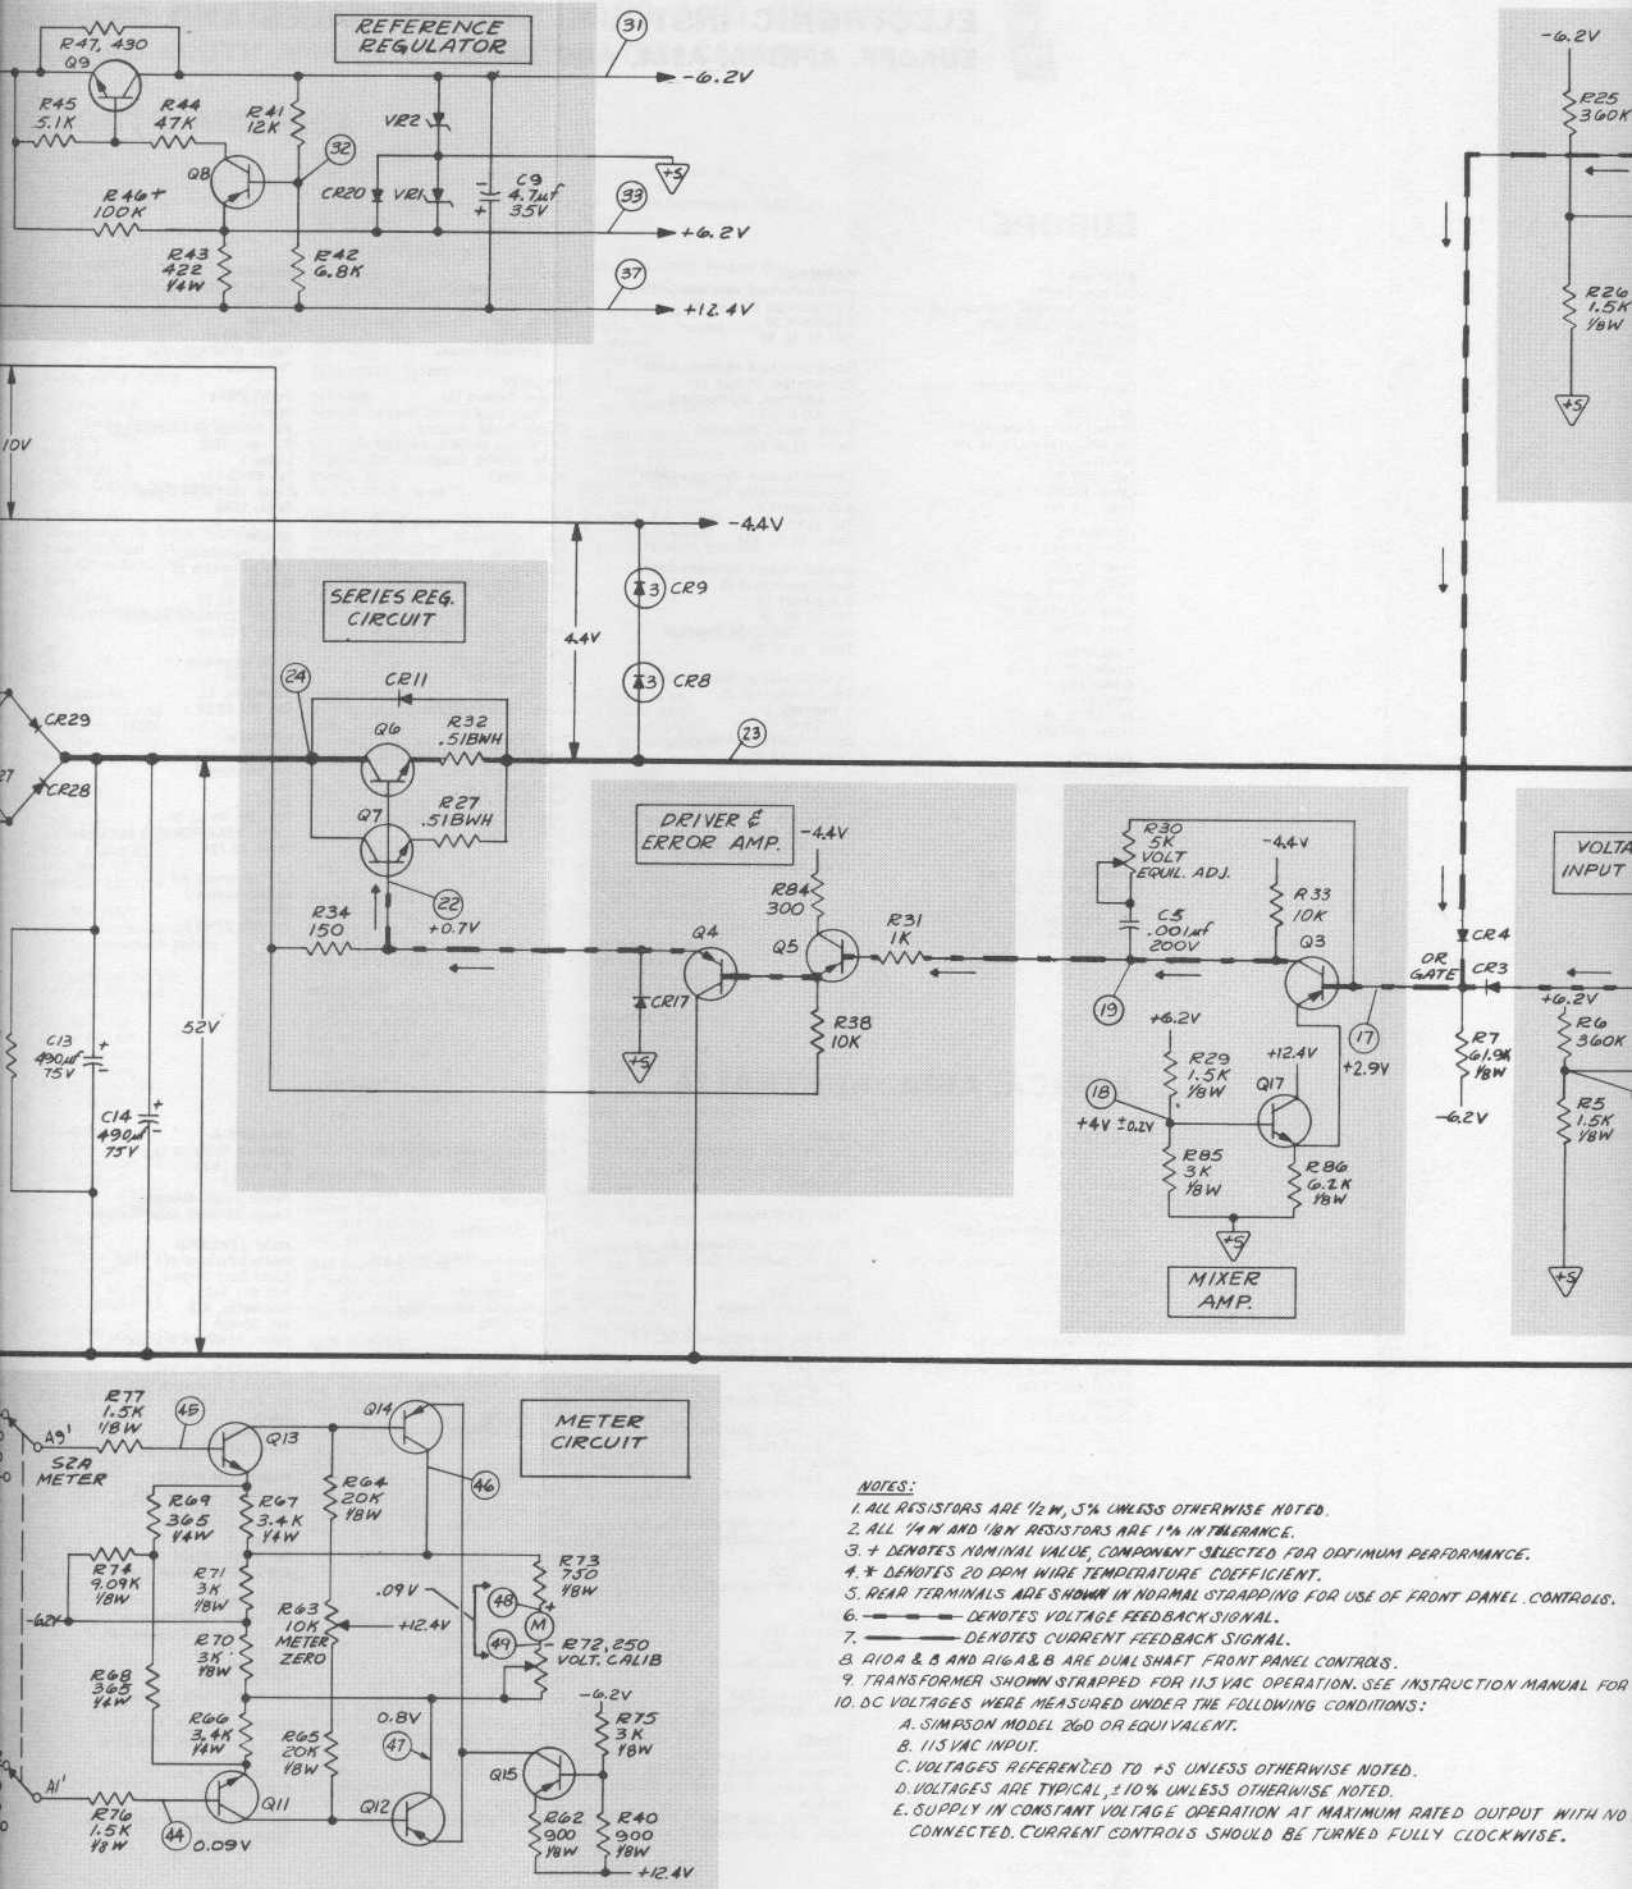 REFERENCE
REGULATOR
31
-6.2V
R47, 430
Q9
R45
5.1K
R44
47K
R41
12K
VR2
32
Q8
+S
R46+
100K
CR20
VR1
C9
4.7µf
35V
33
+6.2V
R43
422
1/4W
R42
6.8K
37
+12.4V
-6.2V
R25
360K
R26
1.5K
1/8W
+S
10V
-4.4V
SERIES REG.
CIRCUIT
3
CR9
4.4V
3
CR8
24
CR11
CR29
CR28
27
Q6
R32
.51BWH
23
Q7
R27
.51BWH
22
+0.7V
R34
150
52V
C13
490µf
75V
C14
490µf
75V
DRIVER &
ERROR AMP.
-4.4V
R84
300
Q4
Q5
R31
1K
CR17
+S
R38
10K
R30
5K
VOLT
EQUIL. ADJ.
-4.4V
R33
10K
C5
.001µf
200V
Q3
19
OR
GATE
CR4
CR3
17
+2.9V
+6.2V
R29
1.5K
1/8W
+12.4V
Q17
18
+4V ±0.2V
R85
3K
1/8W
R86
6.2K
1/8W
+S
MIXER
AMP.
R7
61.9K
1/8W
-6.2V
VOLTA
INPUT
+6.2V
R6
360K
R5
1.5K
1/8W
+S
METER
CIRCUIT
R77
1.5K
1/8W
45
A9'
S2A
METER
Q13
Q14
46
R69
365
1/4W
R67
3.4K
1/4W
R64
20K
1/8W
R74
9.09K
1/8W
R71
3K
1/8W
.09V
R73
750
1/8W
48
+
M
-
49
-6.2V
R63
10K
METER
ZERO
+12.4V
R72, 250
VOLT. CALIB
R70
3K
1/8W
R68
365
1/4W
R66
3.4K
1/4W
R65
20K
1/8W
0.8V
47
-6.2V
R75
3K
1/8W
A1'
R76
1.5K
1/8W
44
0.09V
Q11
Q12
Q15
R62
900
1/8W
R40
900
1/8W
+12.4V
NOTES:
1. ALL RESISTORS ARE 1/2 W, 5% UNLESS OTHERWISE NOTED.
2. ALL 1/4 W AND 1/8 W RESISTORS ARE 1% IN TOLERANCE.
3. + DENOTES NOMINAL VALUE, COMPONENT SELECTED FOR OPTIMUM PERFORMANCE.
4. * DENOTES 20 PPM WIRE TEMPERATURE COEFFICIENT.
5. REAR TERMINALS ARE SHOWN IN NORMAL STRAPPING FOR USE OF FRONT PANEL CONTROLS.
6. DENOTES VOLTAGE FEEDBACK SIGNAL.
7. DENOTES CURRENT FEEDBACK SIGNAL.
8. R10A & B AND R16A & B ARE DUAL SHAFT FRONT PANEL CONTROLS.
9. TRANSFORMER SHOWN STRAPPED FOR 115 VAC OPERATION. SEE INSTRUCTION MANUAL FOR
10. DC VOLTAGES WERE MEASURED UNDER THE FOLLOWING CONDITIONS:
A. SIMPSON MODEL 260 OR EQUIVALENT.
B. 115 VAC INPUT.
C. VOLTAGES REFERENCED TO +S UNLESS OTHERWISE NOTED.
D. VOLTAGES ARE TYPICAL, ±10% UNLESS OTHERWISE NOTED.
E. SUPPLY IN CONSTANT VOLTAGE OPERATION AT MAXIMUM RATED OUTPUT WITH NO
CONNECTED. CURRENT CONTROLS SHOULD BE TURNED FULLY CLOCKWISE.